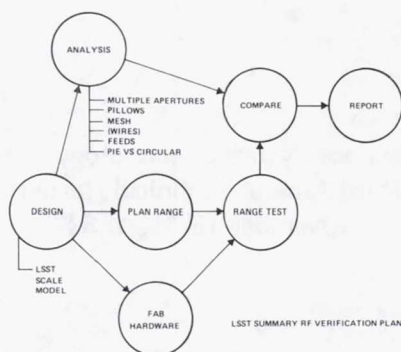 ANALYSIS
MULTIPLE APERTURES
PILLOWS
MESH
(WIRES)
FEEDS
PIE VS CIRCULAR
COMPARE
REPORT
DESIGN
PLAN RANGE
RANGE TEST
LSST
SCALE
MODEL
FAB
HARDWARE
LSST SUMMARY RF VERIFICATION PLAN